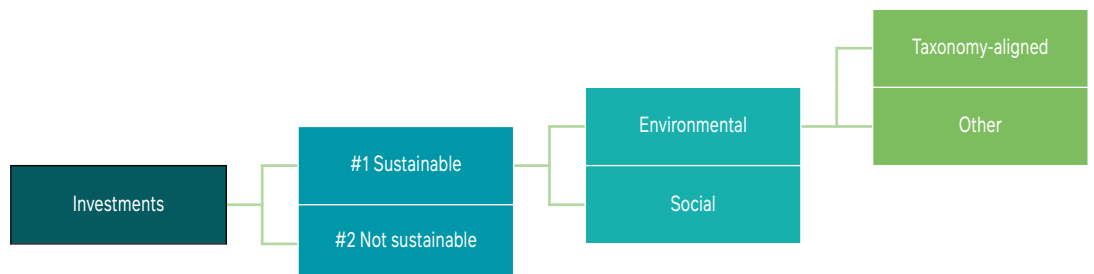 Investments
#1 Sustainable
#2 Not sustainable
Environmental
Social
Taxonomy-aligned
Other